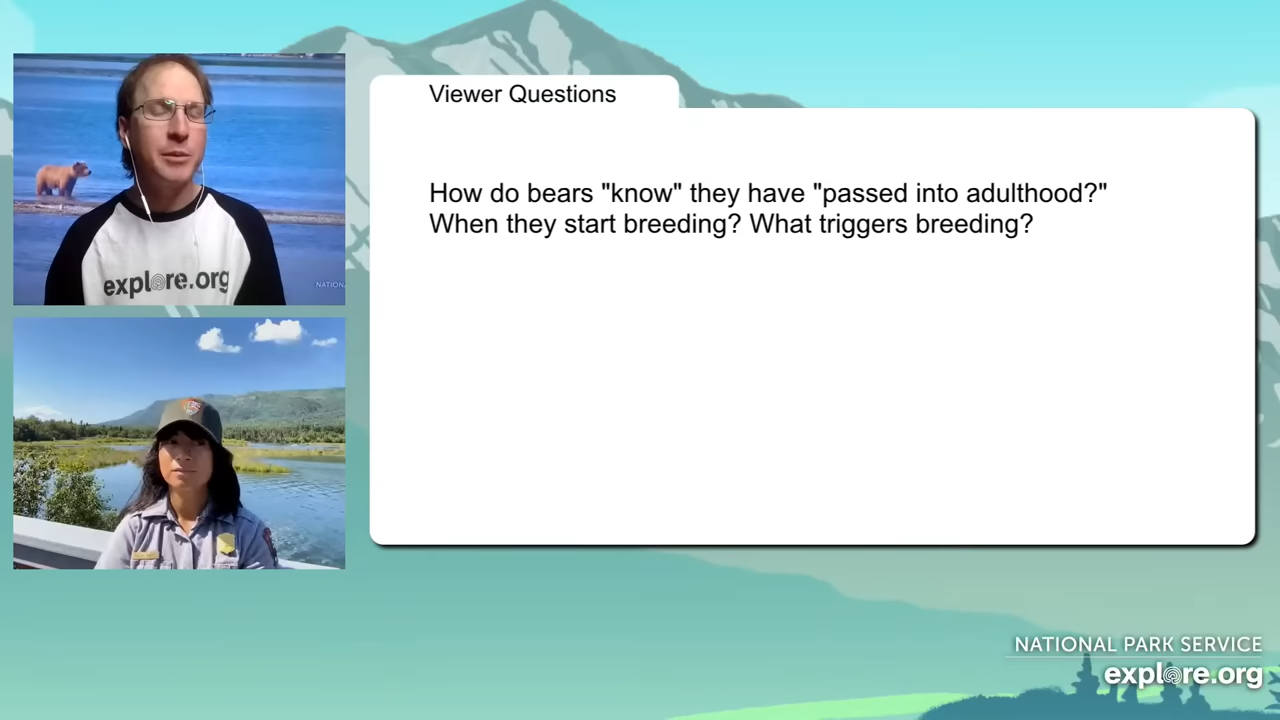 Viewer Questions
How do bears "know" they have "passed into adulthood?"
When they start breeding? What triggers breeding?
explore.org
NATION
NATIONAL PARK SERVICE
explore.org